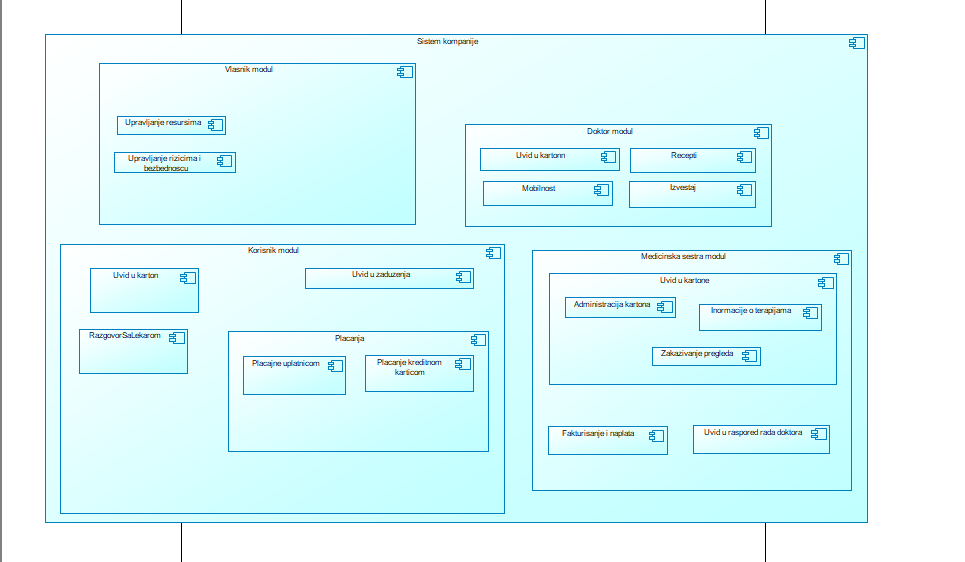 Sistem kompanije
Vlasnik modul
Upravljanje resursima
Upravljanje rizicima i
bezbednoscu
Doktor modul
Uvid u kartonn
Recepti
Mobilnost
Izvestaj
Korisnik modul
Uvid u karton
Uvid u zaduzenja
RazgovorSaLekarom
Placanja
Placajne uplatnicom
Placanje kreditnom
karticom
Medicinska sestra modul
Uvid u kartone
Administracija kartona
Inormacije o terapijama
Zakazivanje pregleda
Fakturisanje i naplata
Uvid u raspored rada doktora